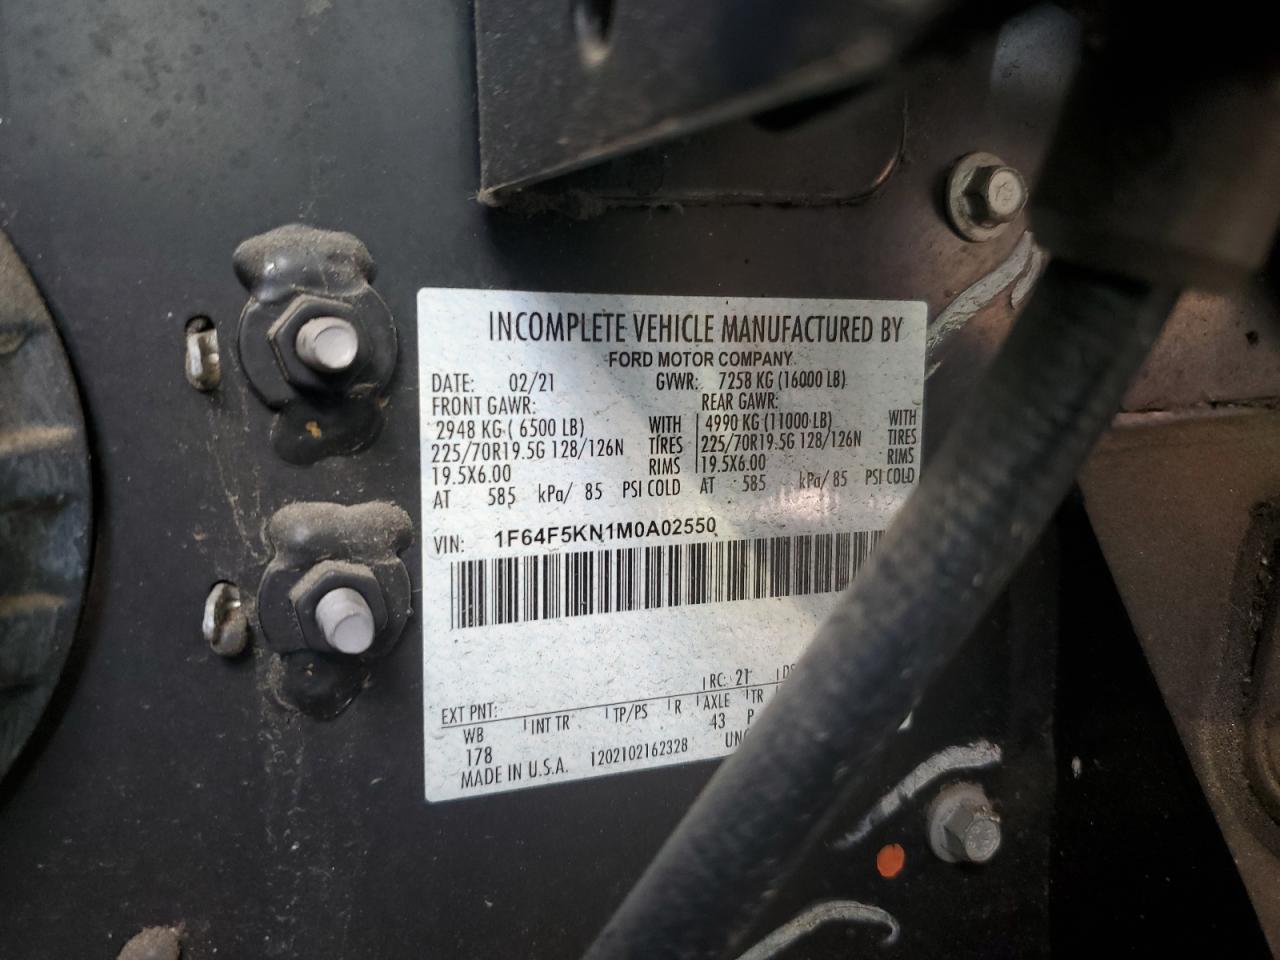 INCOMPLETE VEHICLE MANUFACTURED BY
FORD MOTOR COMPANY
DATE: 02/21 GVWR: 7258 KG (16000 LB)
FRONT GAWR: REAR GAWR:
2948 KG ( 6500 LB) WITH 4990 KG (11000 LB) WITH
225/70R19.5G 128/126N TIRES 225/70R19.5G 128/126N TIRES
19.5X6.00 RIMS 19.5X6.00 RIMS
AT 585 kPa/ 85 PSI COLD AT 585 kPa/ 85 PSI COLD
VIN: 1F64F5KN1M0A02550
RC: 21
EXT PNT:
WB INT TR TP/PS R AXLE TR
178 43
MADE IN U.S.A. 1202102162328